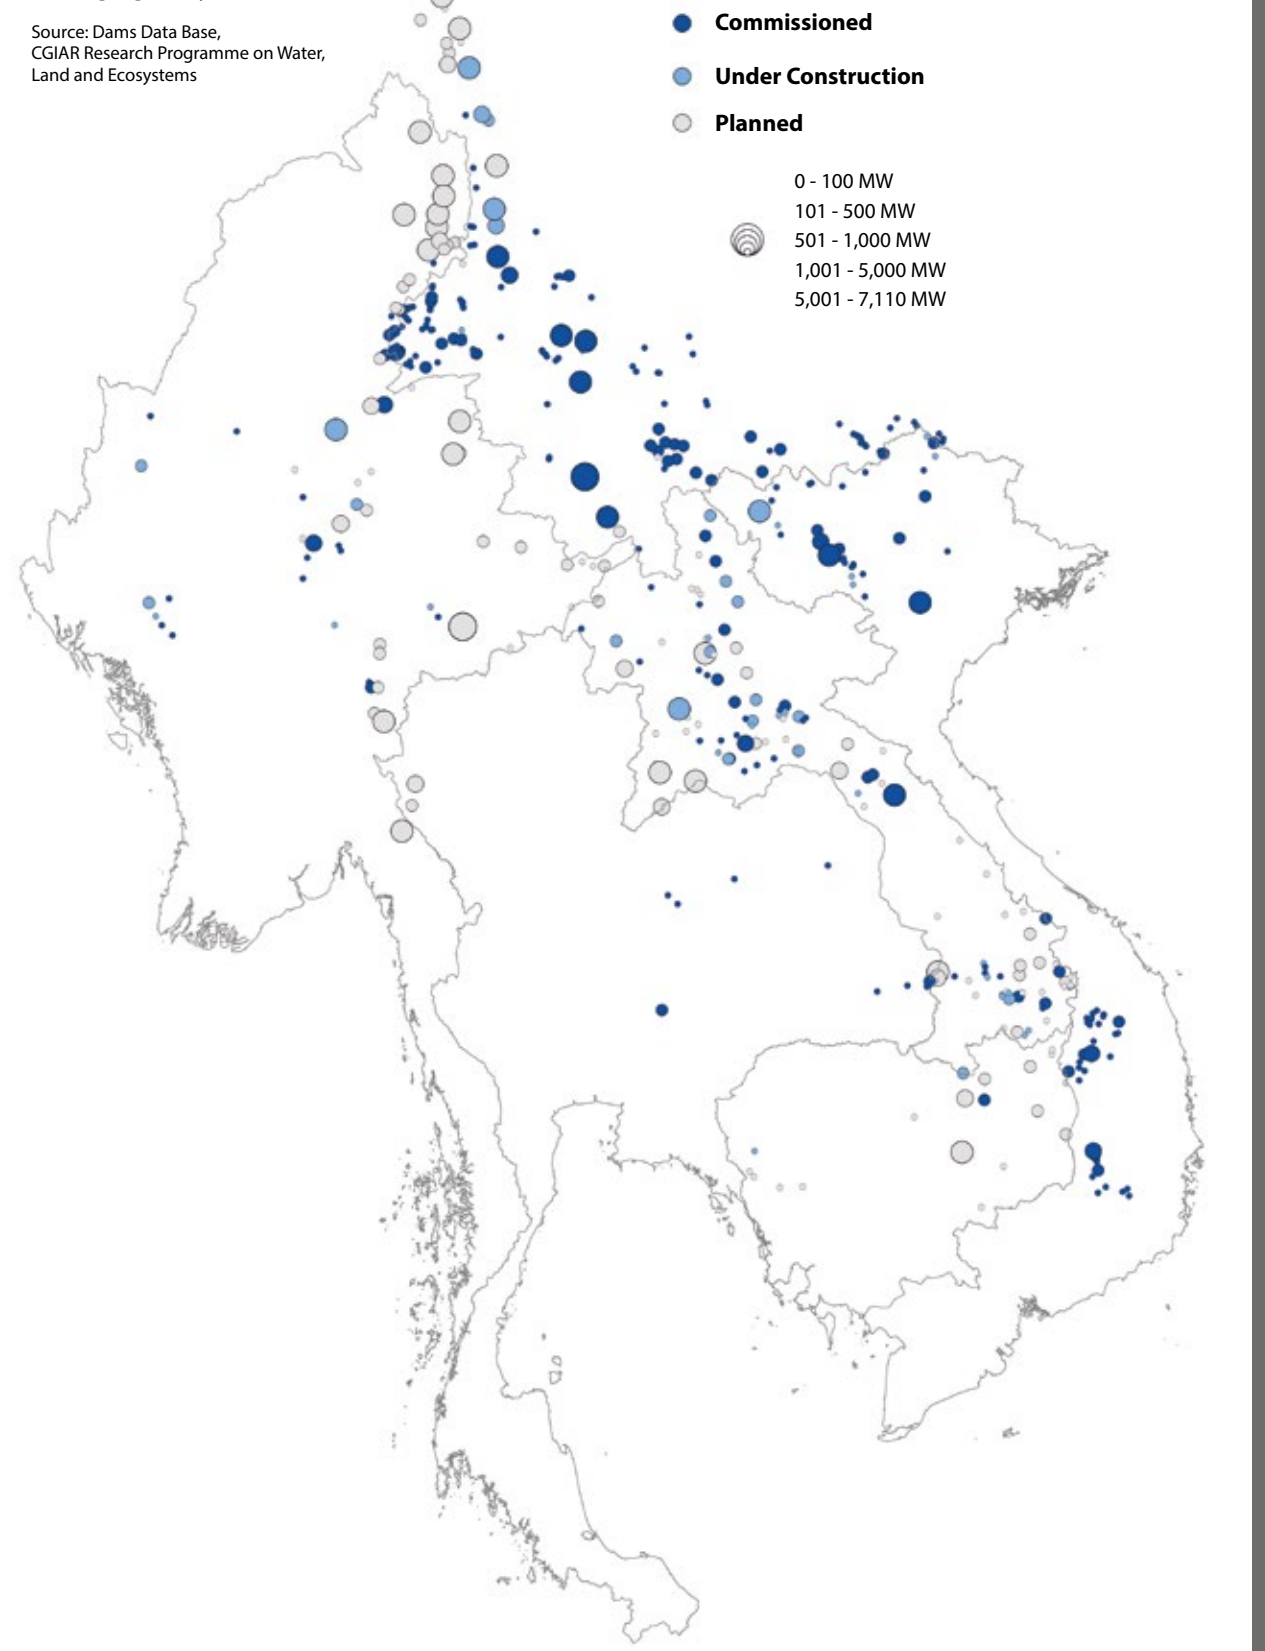 Source: Dams Data Base,
CGIAR Research Programme on Water,
Land and Ecosystems
Commissioned
Under Construction
Planned
0 - 100 MW
101 - 500 MW
501 - 1,000 MW
1,001 - 5,000 MW
5,001 - 7,110 MW